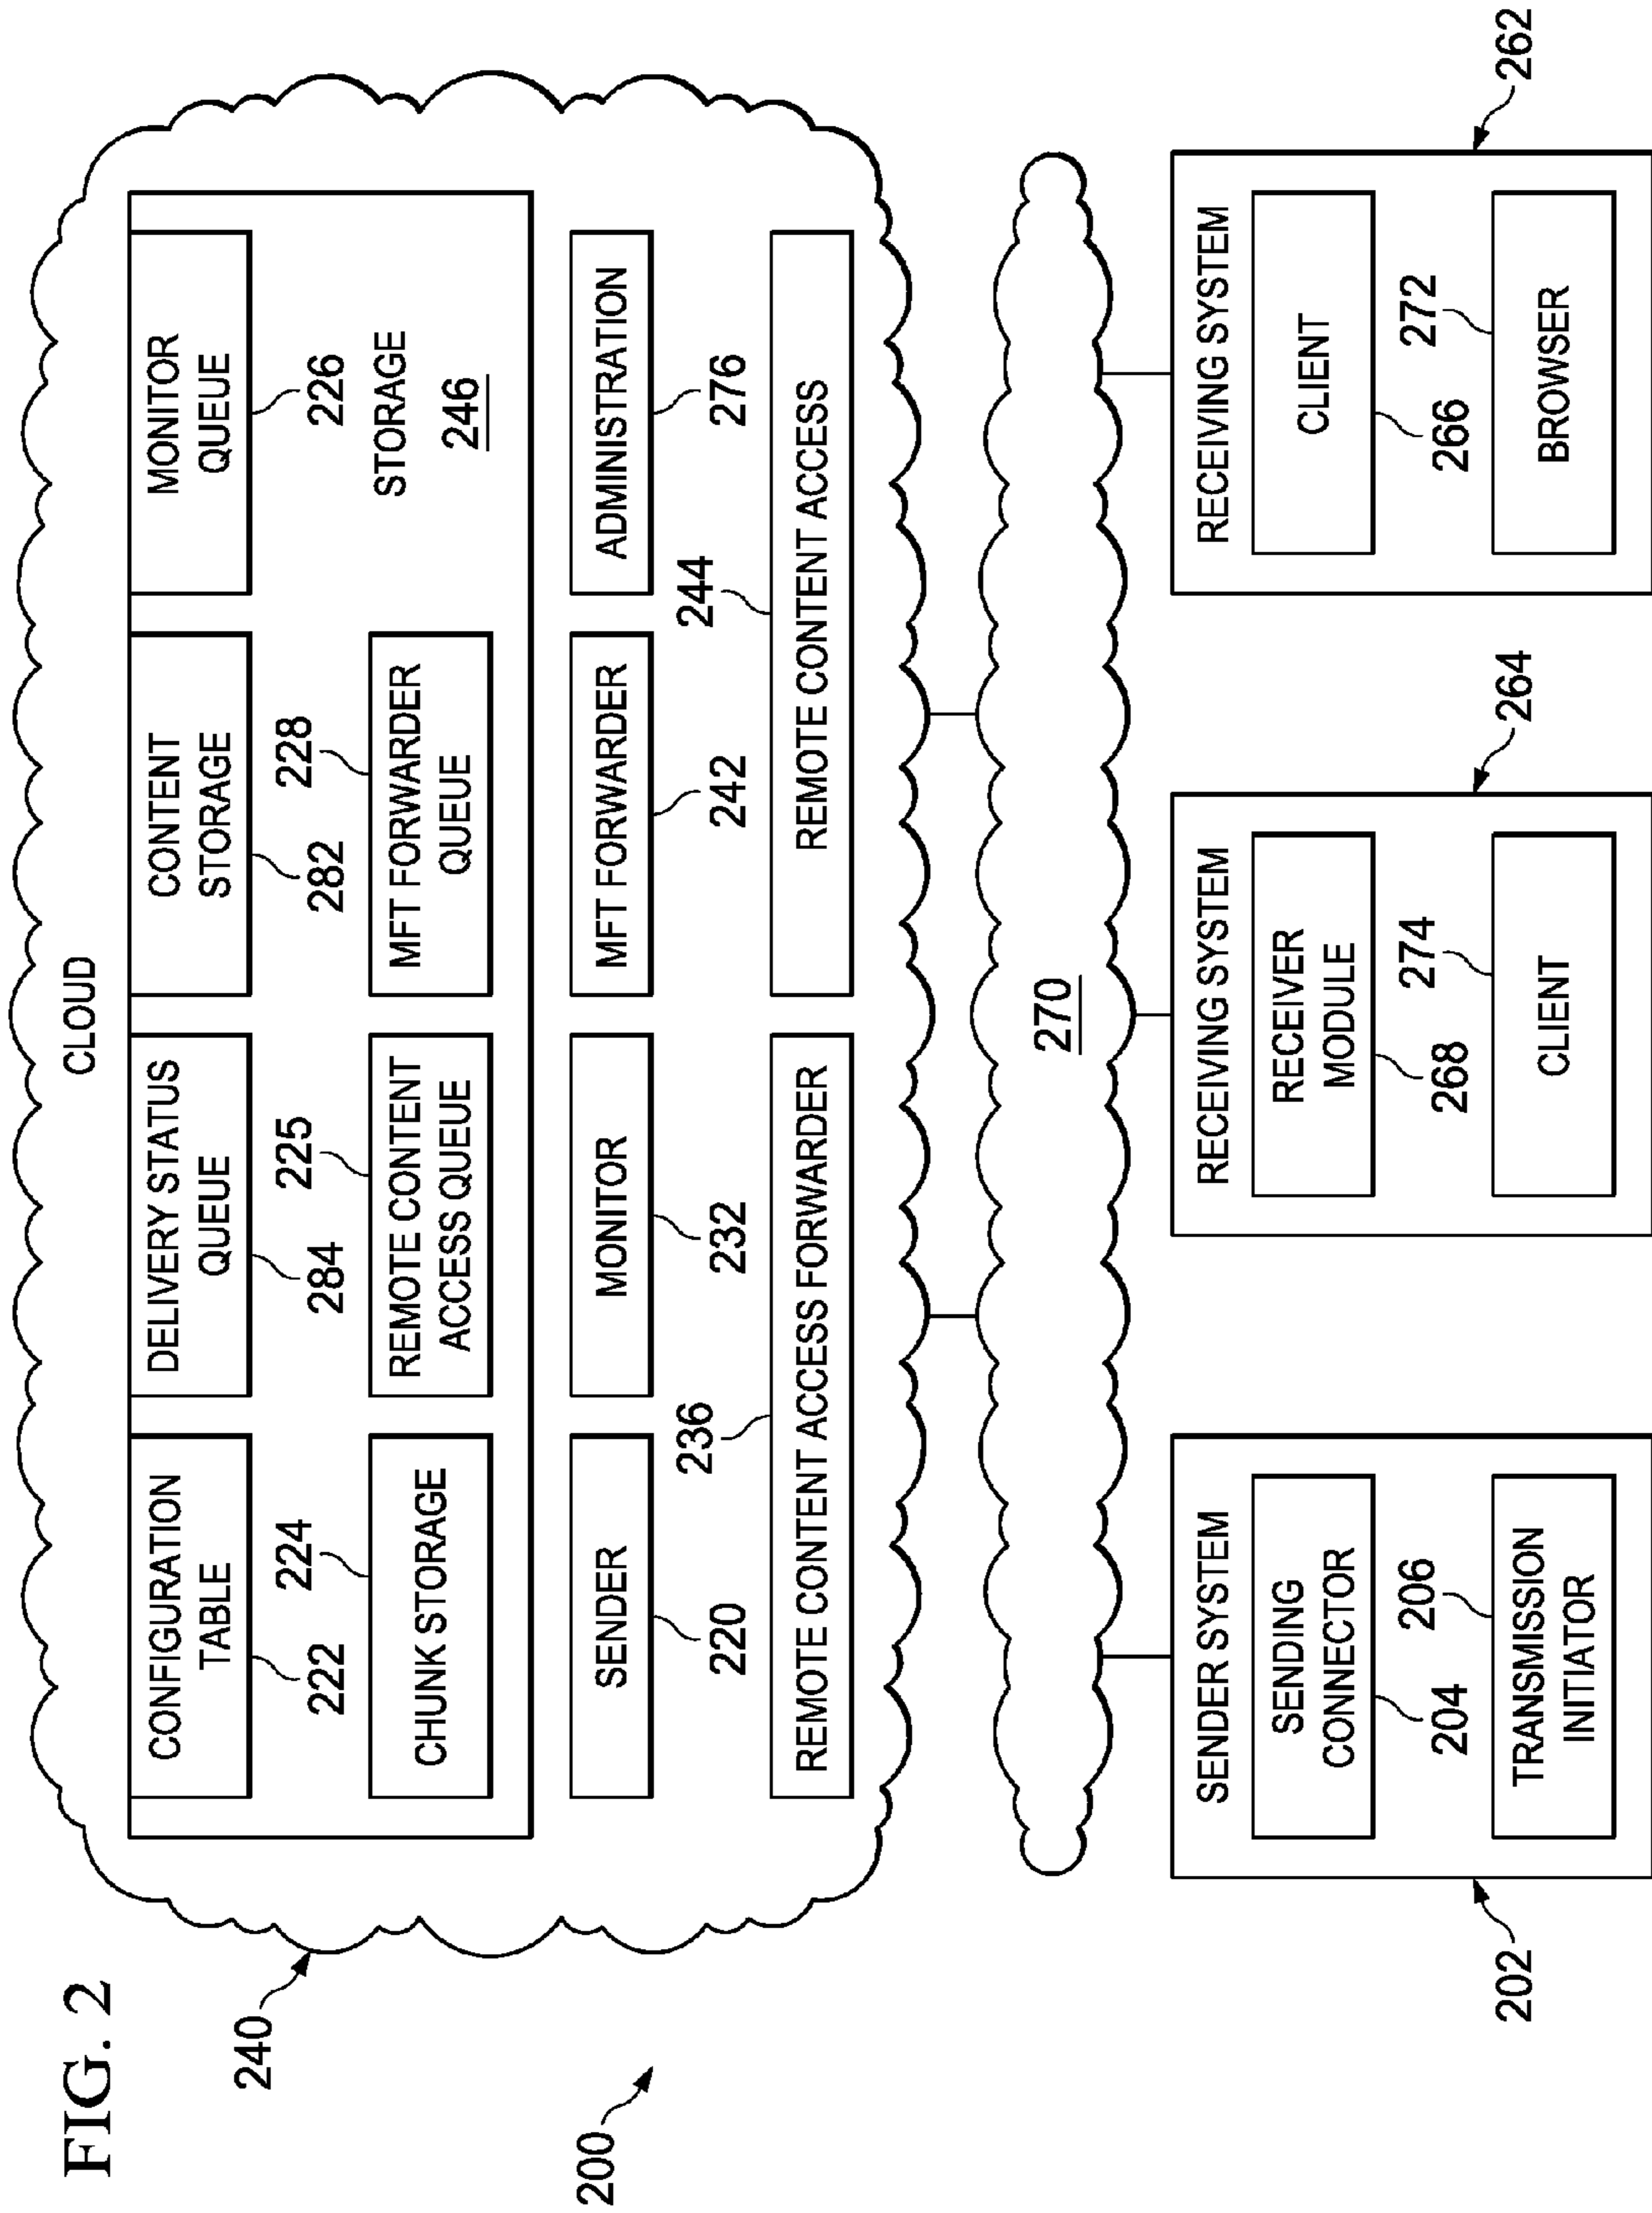 FIG. 2
200
240
CLOUD
CONFIGURATION
TABLE
222
DELIVERY STATUS
QUEUE
284
CONTENT
STORAGE
282
MONITOR
QUEUE
226
224
CHUNK STORAGE
225
REMOTE CONTENT
ACCESS QUEUE
228
MFT FORWARDER
QUEUE
STORAGE
246
SENDER
220
MONITOR
232
MFT FORWARDER
242
ADMINISTRATION
276
236
REMOTE CONTENT ACCESS FORWARDER
244
REMOTE CONTENT ACCESS
270
SENDER SYSTEM
SENDING
CONNECTOR
204
206
TRANSMISSION
INITIATOR
202
RECEIVING SYSTEM
RECEIVER
MODULE
268
274
CLIENT
264
RECEIVING SYSTEM
CLIENT
266
272
BROWSER
262